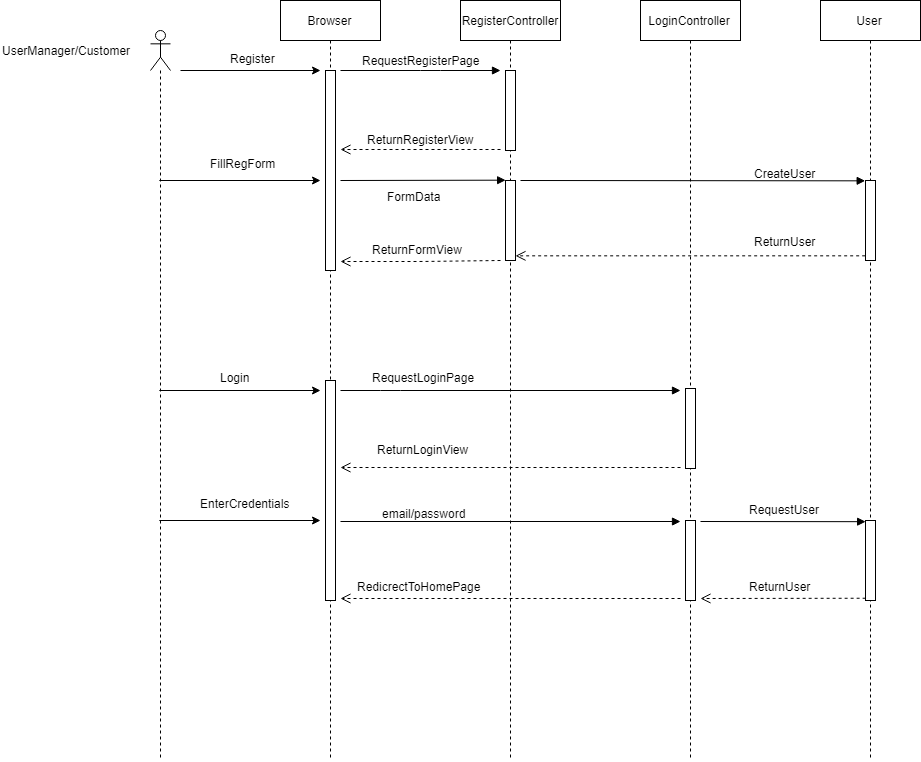 Browser
RegisterController
LoginController
User
UserManager/Customer
Register
RequestRegisterPage
ReturnRegisterView
FillRegForm
FormData
CreateUser
ReturnUser
ReturnFormView
Login
RequestLoginPage
ReturnLoginView
EnterCredentials
email/password
RequestUser
RedicrectToHomePage
ReturnUser